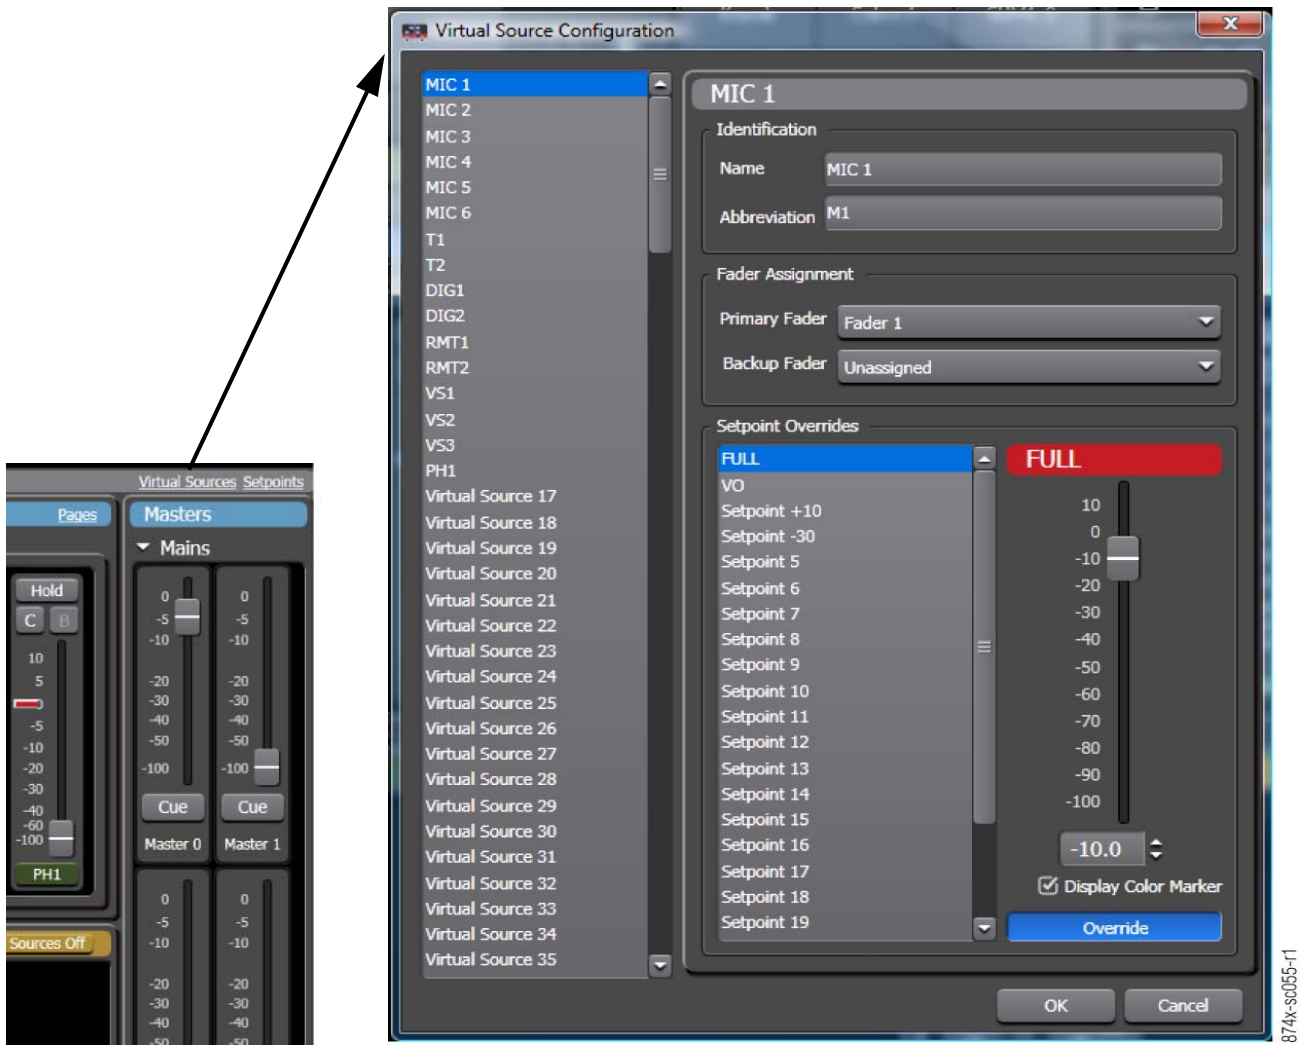 Virtual Source Configuration
X
MIC 1
MIC 2
MIC 3
MIC 4
MIC 5
MIC 6
T1
T2
DIG1
DIG2
RMT1
RMT2
VS1
VS2
VS3
PH1
Virtual Source 17
Virtual Source 18
Virtual Source 19
Virtual Source 20
Virtual Source 21
Virtual Source 22
Virtual Source 23
Virtual Source 24
Virtual Source 25
Virtual Source 26
Virtual Source 27
Virtual Source 28
Virtual Source 29
Virtual Source 30
Virtual Source 31
Virtual Source 32
Virtual Source 33
Virtual Source 34
Virtual Source 35
MIC 1
Identification
Name MIC 1
Abbreviation M1
Fader Assignment
Primary Fader Fader 1
Backup Fader Unassigned
Setpoint Overrides
FULL
VO
Setpoint +10
Setpoint -30
Setpoint 5
Setpoint 6
Setpoint 7
Setpoint 8
Setpoint 9
Setpoint 10
Setpoint 11
Setpoint 12
Setpoint 13
Setpoint 14
Setpoint 15
Setpoint 16
Setpoint 17
Setpoint 18
Setpoint 19
FULL
10
0
-10
-20
-30
-40
-50
-60
-70
-80
-90
-100
-10.0
Display Color Marker
Override
OK Cancel
Virtual Sources Setpoints
Pages
Hold
C B
10
5
-5
-10
-20
-30
-40
-60
-100
PH1
Sources Off
Masters
Mains
0 0
-5 -5
-10 -10
-20 -20
-30 -30
-40 -40
-50 -50
-100 -100
Cue Cue
Master 0 Master 1
0 0
-5 -5
-10 -10
-20 -20
-30 -30
-40 -40
-50 -50
874x-sc055-r1